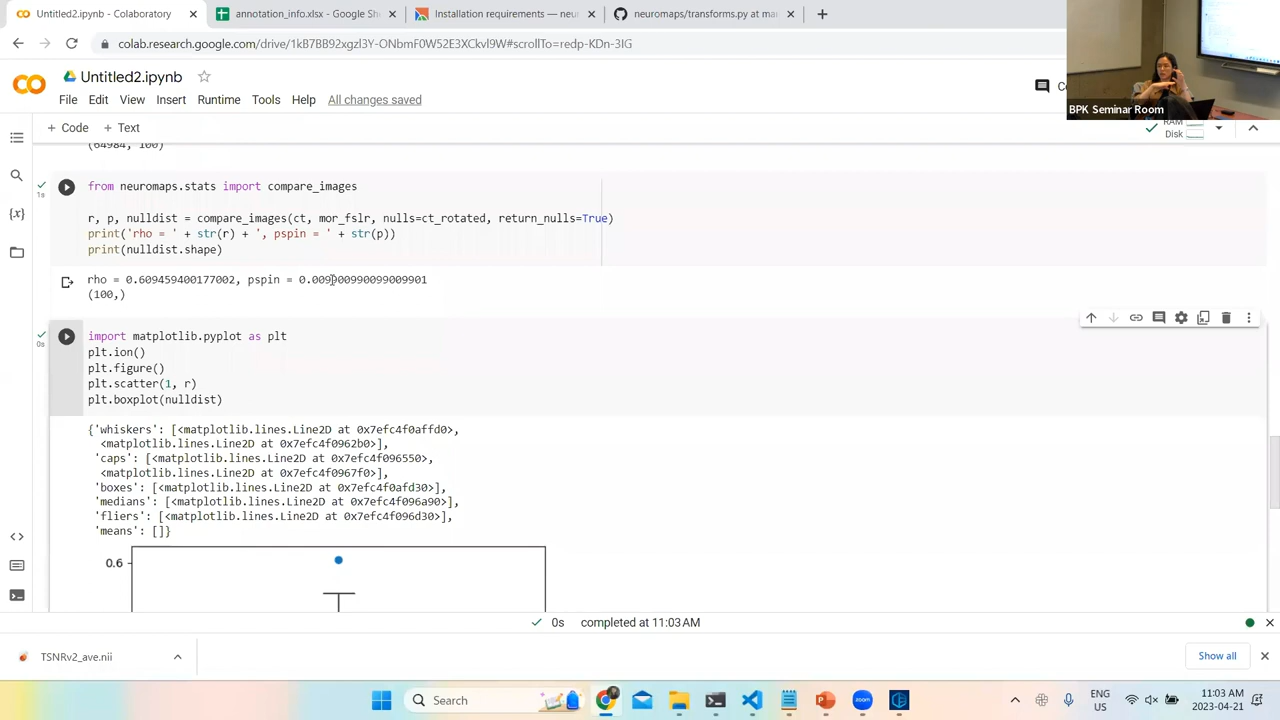 Untitled2.ipynb - Colaboratory
annotation_info.xlsx - Google Sh
Installation requirements — neur
neuromaps/transforms.py at ma
colab.research.google.com/drive/1kB7BB92xgzl3Y-ONbmF0W52E3XCkvl9W#scrollTo=redp-KDn-3IG
BPK Seminar Room
Untitled2.ipynb
File Edit View Insert Runtime Tools Help All changes saved
Co
+ Code + Text
RAM
Disk
(64984, 100)
1s
from neuromaps.stats import compare_images
r, p, nulldist = compare_images(ct, mor_fslr, nulls=ct_rotated, return_nulls=True)
print('rho = ' + str(r) + ', pspin = ' + str(p))
print(nulldist.shape)
rho = 0.609459400177002, pspin = 0.009900990099009901
(100,)
0s
import matplotlib.pyplot as plt
plt.ion()
plt.figure()
plt.scatter(1, r)
plt.boxplot(nulldist)
{'whiskers': [<matplotlib.lines.Line2D at 0x7efc4f0affd0>,
<matplotlib.lines.Line2D at 0x7efc4f0962b0>],
'caps': [<matplotlib.lines.Line2D at 0x7efc4f096550>,
<matplotlib.lines.Line2D at 0x7efc4f0967f0>],
'boxes': [<matplotlib.lines.Line2D at 0x7efc4f0afd30>],
'medians': [<matplotlib.lines.Line2D at 0x7efc4f096a90>],
'fliers': [<matplotlib.lines.Line2D at 0x7efc4f096d30>],
'means': []}
0.6
0s completed at 11:03 AM
TSNRv2_ave.nii
Show all
Search
zoom
ENG
US
11:03 AM
2023-04-21